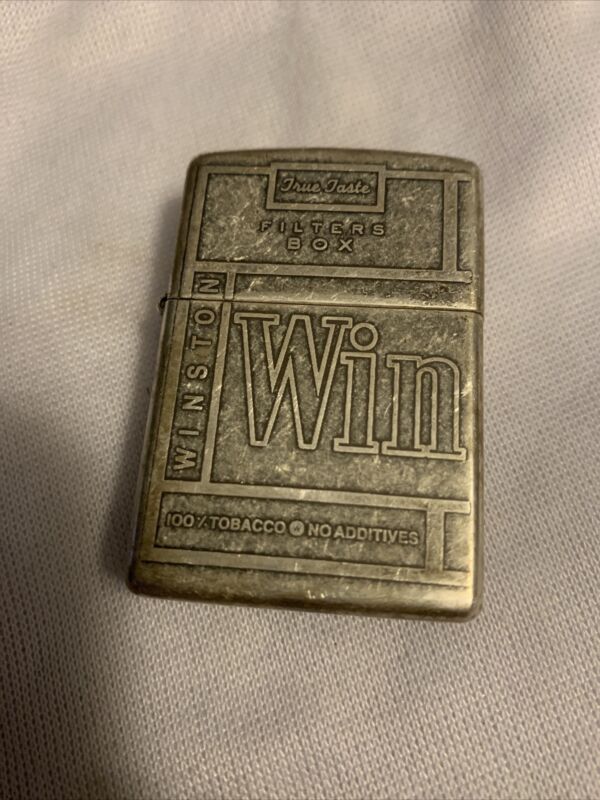 True Taste
FILTERS
BOX
WINSTON
Win
100% TOBACCO NO ADDITIVES